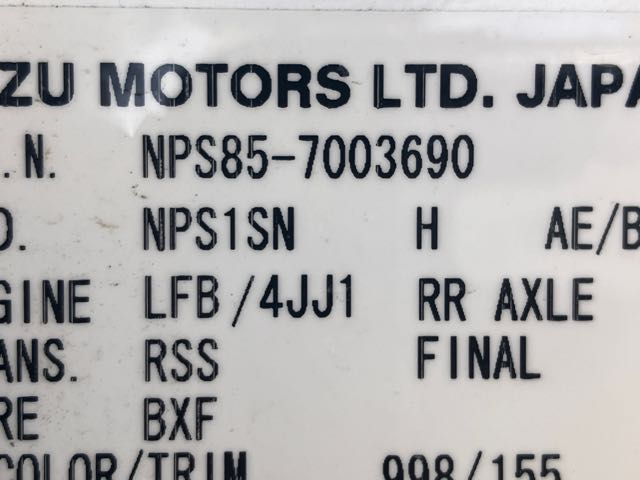 ZU MOTORS LTD. JAPA
.N. NPS85-7003690
D. NPS1SN H AE/B
GINE LFB/4JJ1 RR AXLE
ANS. RSS FINAL
RE BXF
COLOR/TRIM 998/155